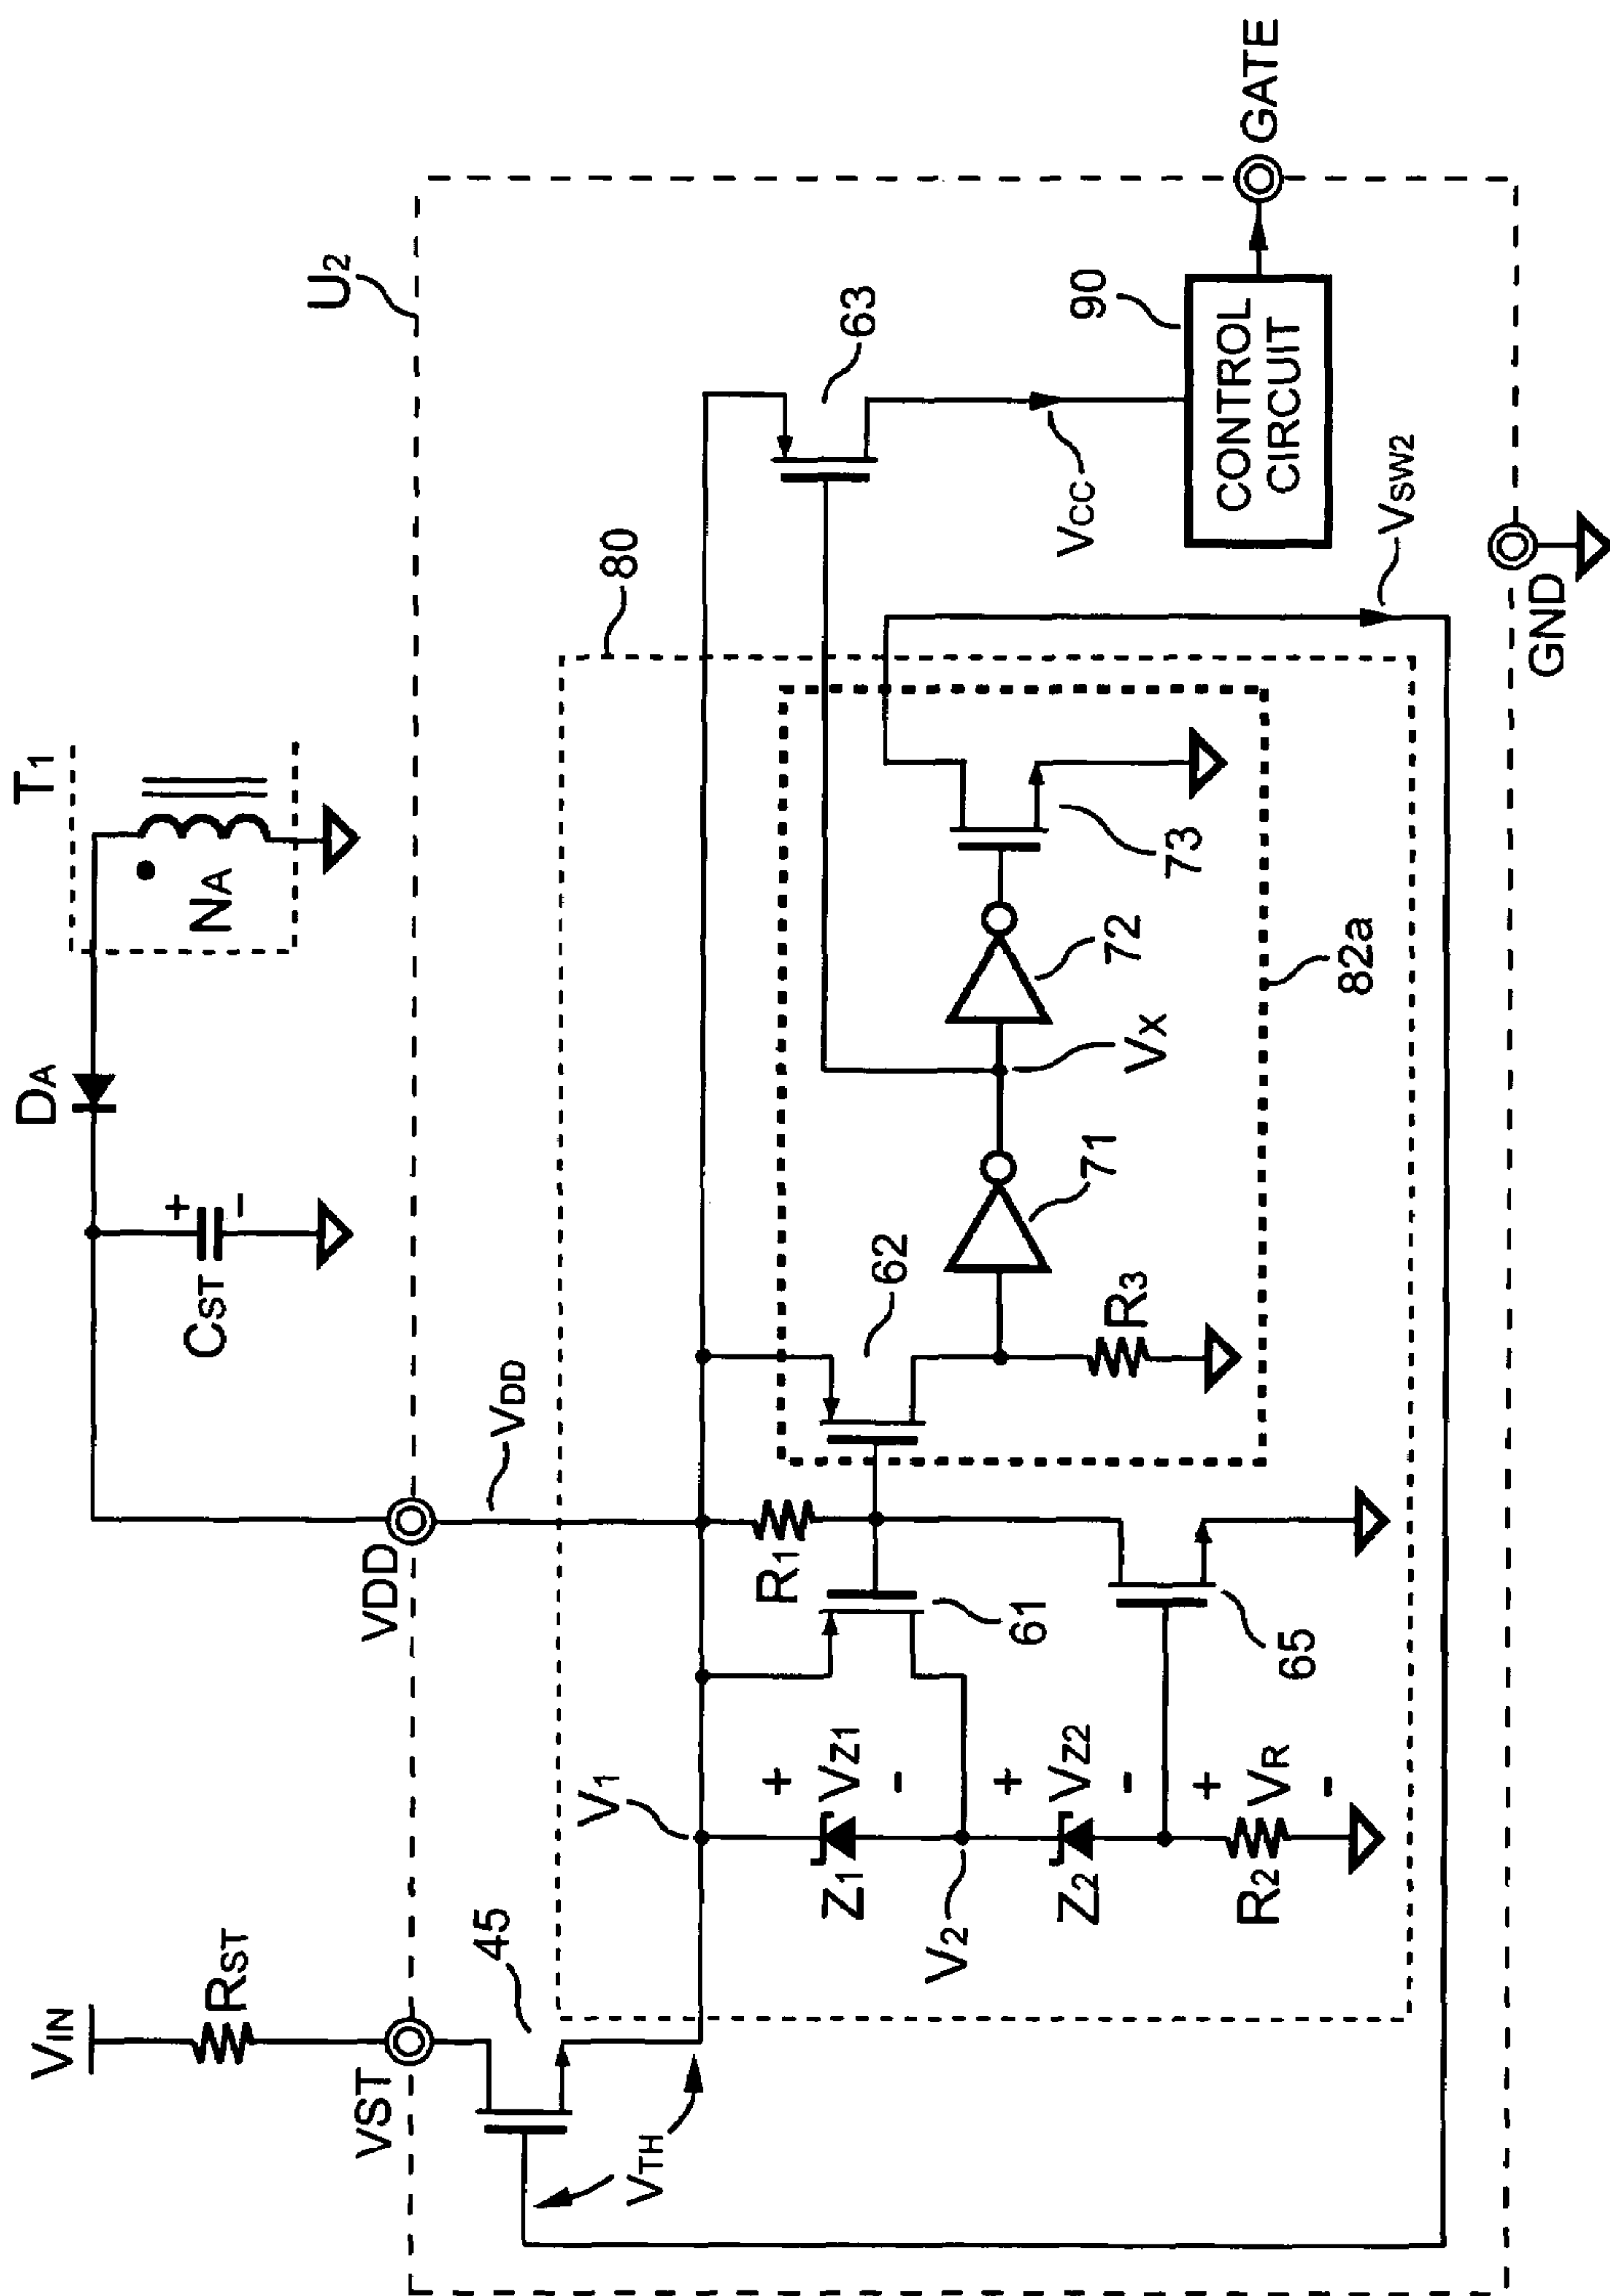 T1
DA
NA
CST
+
-
VIN
RST
VDD
VDD
U2
VST
45
VTH
V1
80
63
R1
62
61
+
VZ1
-
Z1
V2
+
VZ2
-
Z2
+
VR
-
R2
65
R3
71
VX
72
73
82a
VCC
90
CONTROL
CIRCUIT
GATE
VSW2
GND